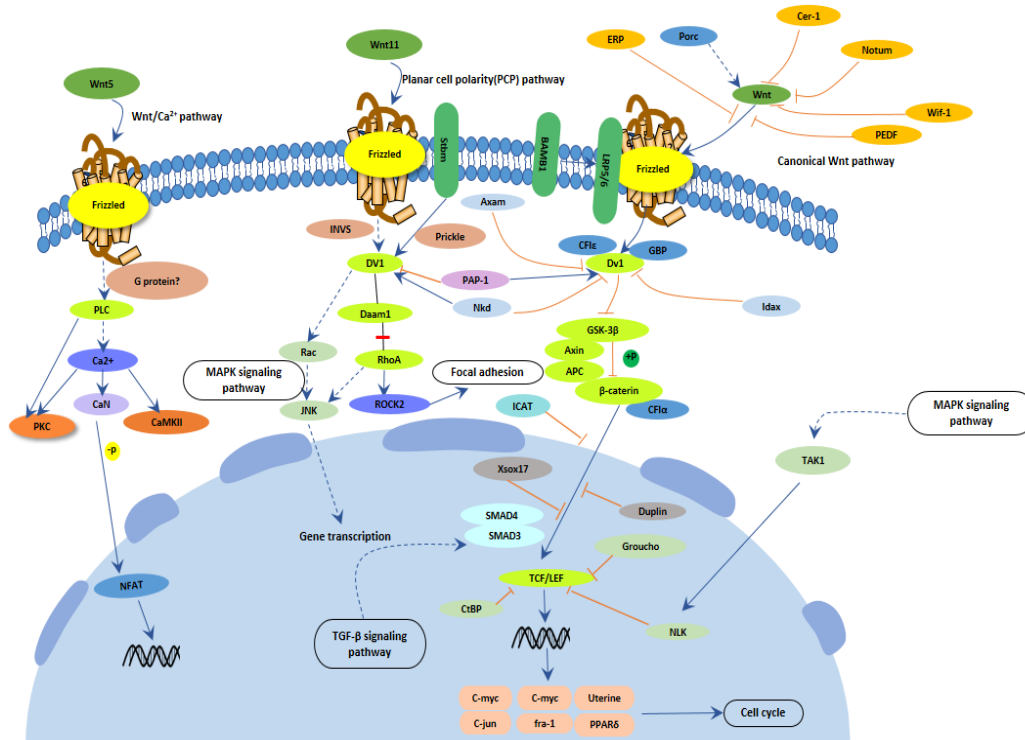 Cer-1
ERP
Porc
Notum
Wnt11
Wnt5
Planar cell polarity(PCP) pathway
Wnt
Wnt/Ca²⁺ pathway
Wif-1
PEDF
Canonical Wnt pathway
Stbm
BAMB1
LRP5/6
Frizzled
Frizzled
Frizzled
Axam
INVS
Prickle
CFIε
GBP
DV1
Dv1
G protein?
PAP-1
PLC
Nkd
Idax
Daam1
GSK-3β
Ca2+
Rac
RhoA
Axin
+P
MAPK signaling
pathway
Focal adhesion
APC
CaN
JNK
ROCK2
β-caterin
PKC
CaMKII
ICAT
CFIα
MAPK signaling
pathway
-P
TAK1
Xsox17
SMAD4
Duplin
SMAD3
Gene transcription
Groucho
NFAT
TCF/LEF
CtBP
NLK
TGF-β signaling
pathway
C-myc
C-myc
Uterine
C-jun
fra-1
PPARδ
Cell cycle